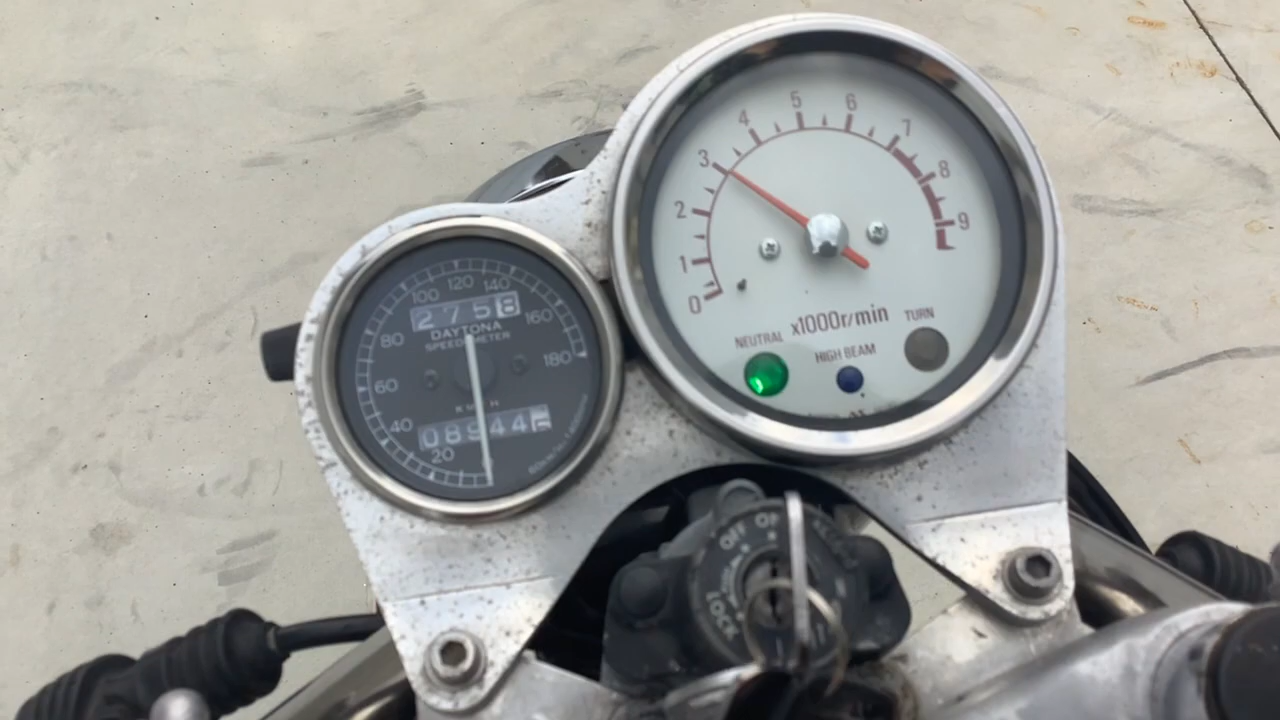 0 1 2 3 4 5 6 7 8 9
x1000r/min
NEUTRAL
HIGH BEAM
TURN
20 40 60 80 100 120 140 160 180
2758
DAYTONA
SPEEDOMETER
KM/H
08944
OFF
LOCK